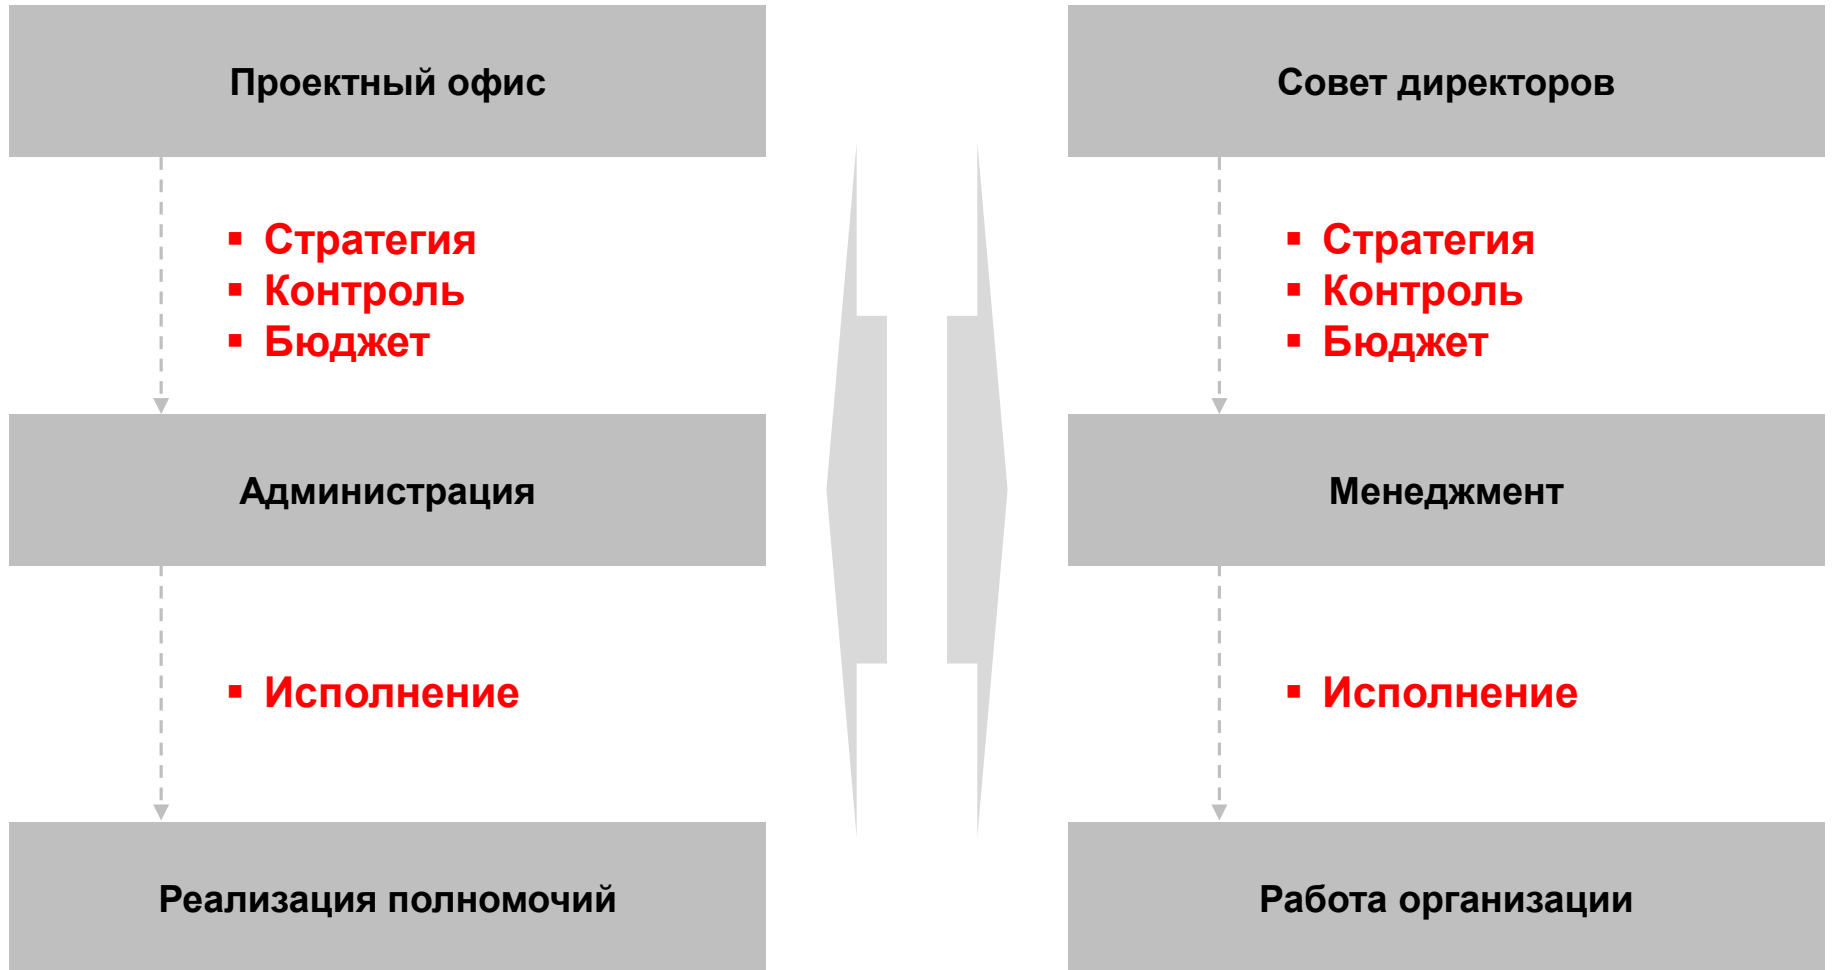 Проектный офис
▪ Стратегия
▪ Контроль
▪ Бюджет
Администрация
▪ Исполнение
Реализация полномочий
Совет директоров
▪ Стратегия
▪ Контроль
▪ Бюджет
Менеджмент
▪ Исполнение
Работа организации